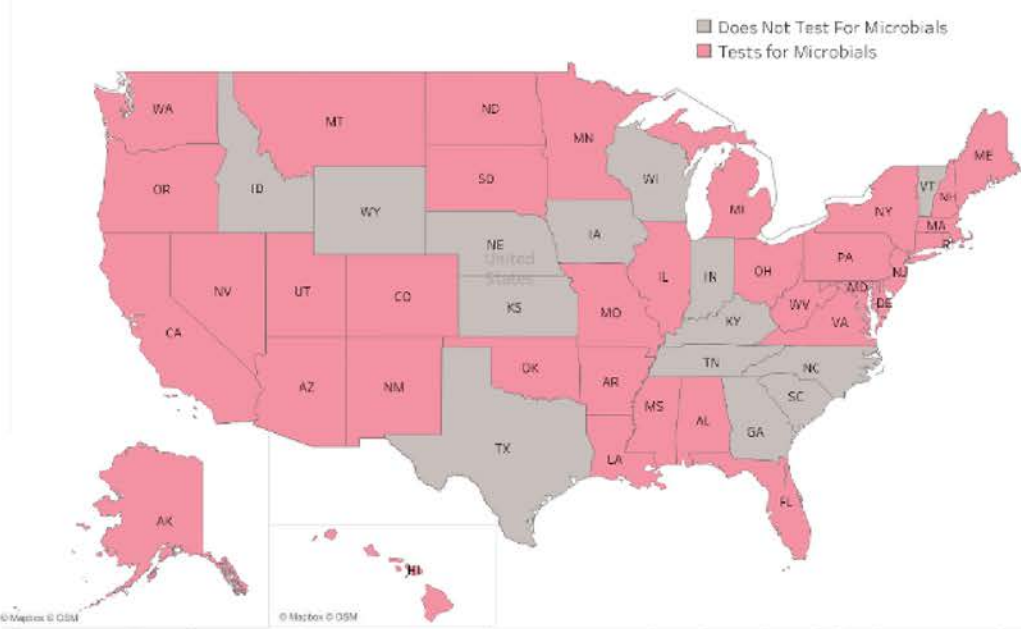 Does Not Test For Microbials
Tests for Microbials
WA
MT
ND
MN
ME
OR
ID
SD
WI
VT
NH
WY
MI
NY
MA
IA
NE
United
States
PA
RI
NV
UT
CO
IL
IN
OH
NJ
KS
MO
WV
MD
DE
CA
KY
VA
AZ
NM
OK
AR
TN
NC
SC
MS
AL
GA
TX
LA
FL
AK
HI
© Mapbox © OSM
© Mapbox © OSM